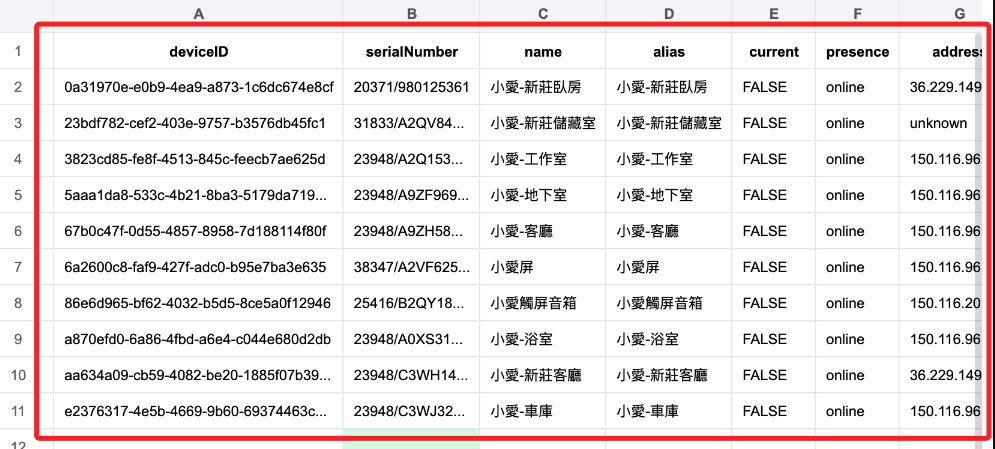 A B C D E F G
1 deviceID serialNumber name alias current presence addres
2 0a31970e-e0b9-4ea9-a873-1c6dc674e8cf 20371/980125361 小愛-新莊臥房 小愛-新莊臥房 FALSE online 36.229.149
3 23bdf782-cef2-403e-9757-b3576db45fc1 31833/A2QV84... 小愛-新莊儲藏室 小愛-新莊儲藏室 FALSE online unknown
4 3823cd85-fe8f-4513-845c-feecb7ae625d 23948/A2Q153... 小愛-工作室 小愛-工作室 FALSE online 150.116.96
5 5aaa1da8-533c-4b21-8ba3-5179da719... 23948/A9ZF969... 小愛-地下室 小愛-地下室 FALSE online 150.116.96
6 67b0c47f-0d55-4857-8958-7d188114f80f 23948/A9ZH58... 小愛-客廳 小愛-客廳 FALSE online 150.116.96
7 6a2600c8-faf9-427f-adc0-b95e7ba3e635 38347/A2VF625... 小愛屏 小愛屏 FALSE online 150.116.96
8 86e6d965-bf62-4032-b5d5-8ce5a0f12946 25416/B2QY18... 小愛觸屏音箱 小愛觸屏音箱 FALSE online 150.116.20
9 a870efd0-6a86-4fbd-a6e4-c044e680d2db 23948/A0XS31... 小愛-浴室 小愛-浴室 FALSE online 150.116.96
10 aa634a09-cb59-4082-be20-1885f07b39... 23948/C3WH14... 小愛-新莊客廳 小愛-新莊客廳 FALSE online 36.229.149
11 e2376317-4e5b-4669-9b60-69374463c... 23948/C3WJ32... 小愛-車庫 小愛-車庫 FALSE online 150.116.96
12